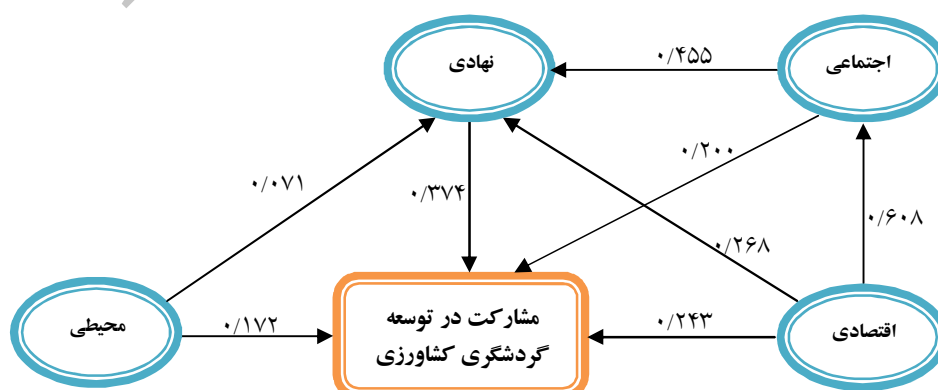 نهادی
اجتماعی
۰/۴۵۵
۰/۲۰۰
۰/۰۷۱
۰/۳۷۴
۰/۶۰۸
۰/۲۶۸
محیطی
۰/۱۷۲
مشارکت در توسعه
گردشگری کشاورزی
۰/۲۴۳
اقتصادی